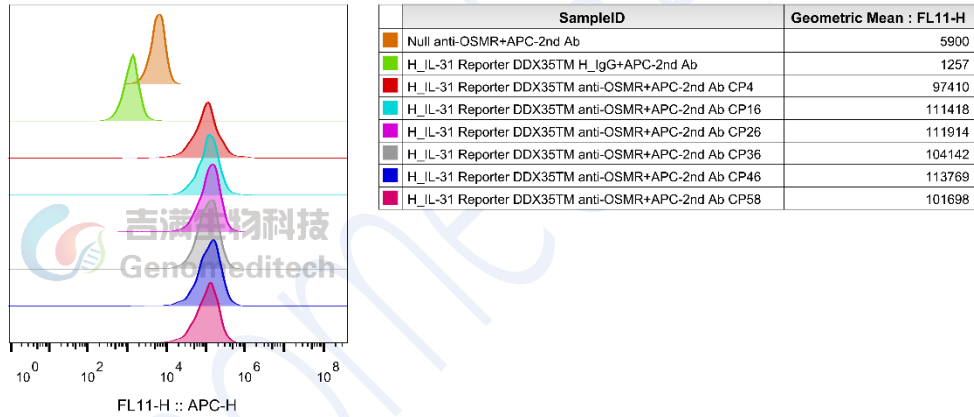 SampleID Geometric Mean : FL11-H
Null anti-OSMR+APC-2nd Ab 5900
H_IL-31 Reporter DDX35TM H_IgG+APC-2nd Ab 1257
H_IL-31 Reporter DDX35TM anti-OSMR+APC-2nd Ab CP4 97410
H_IL-31 Reporter DDX35TM anti-OSMR+APC-2nd Ab CP16 111418
H_IL-31 Reporter DDX35TM anti-OSMR+APC-2nd Ab CP26 111914
H_IL-31 Reporter DDX35TM anti-OSMR+APC-2nd Ab CP36 104142
H_IL-31 Reporter DDX35TM anti-OSMR+APC-2nd Ab CP46 113769
H_IL-31 Reporter DDX35TM anti-OSMR+APC-2nd Ab CP58 101698
吉满生物科技
Genomeditech
10^0 10^2 10^4 10^6 10^8
FL11-H :: APC-H